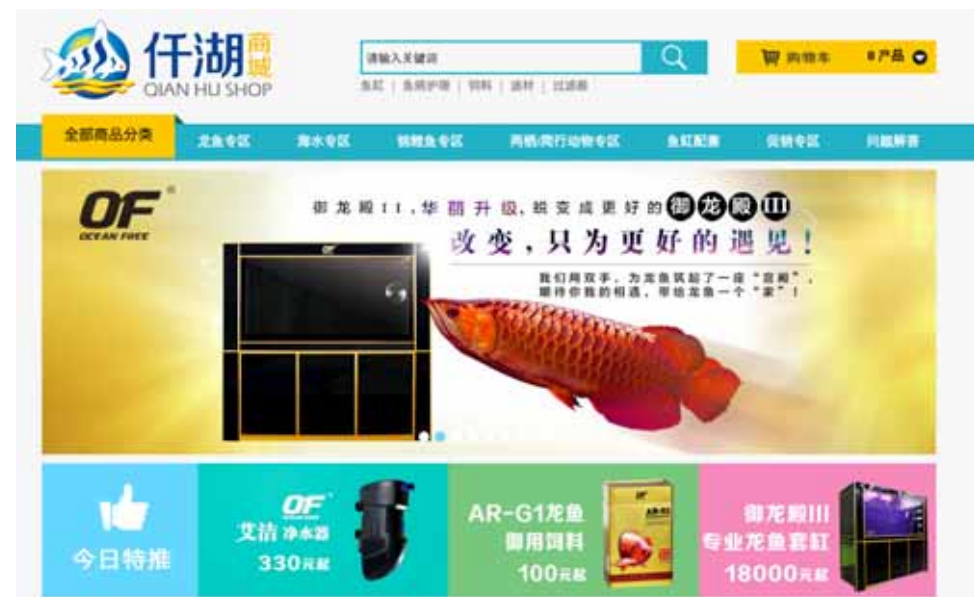 仟湖商城
QIAN HU SHOP
请输入关键词
购物车 0 产品
鱼缸 | 鱼病护理 | 饲料 | 滤材 | 过滤器
全部商品分类 龙鱼专区 海水专区 锦鲤鱼专区 两栖/爬行动物专区 鱼缸配套 促销专区 问题解答
OF®
OCEAN FREE
御龙殿II,华丽升级,蜕变成更好的御龙殿III
改变,只为更好的遇见!
我们用双手,为龙鱼筑起了一座“宫殿”,
期待你我的相遇,带给龙鱼一个“家”!
今日特推
OF
艾洁净水器
330元起
AR-G1龙鱼
御用饲料
100元起
御龙殿III
专业龙鱼套缸
18000元起